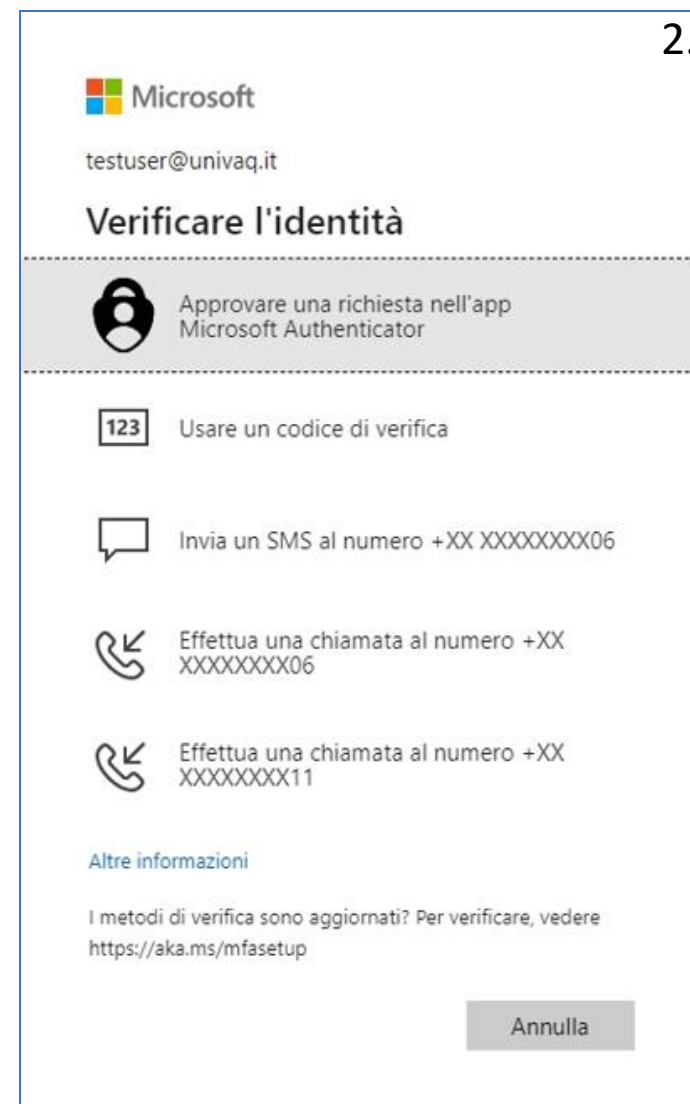 2.
Microsoft
testuser@univaq.it
Verificare l'identità
Approvare una richiesta nell'app
Microsoft Authenticator
123 Usare un codice di verifica
Invia un SMS al numero +XX XXXXXXXX06
Effettua una chiamata al numero +XX
XXXXXXXX06
Effettua una chiamata al numero +XX
XXXXXXXX11
Altre informazioni
I metodi di verifica sono aggiornati? Per verificare, vedere
https://aka.ms/mfasetup
Annulla